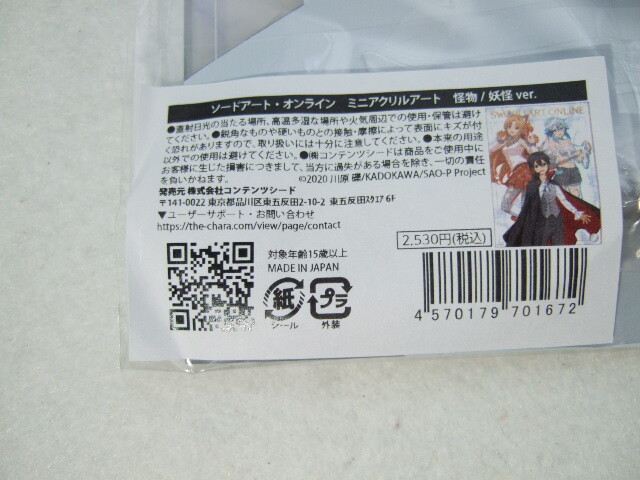 ソードアート・オンライン ミニアクリルアート 怪物/妖怪 ver.
●直射日光の当たる場所、高温多湿な場所や火気周辺での使用・保管は避け
てください。●鋭角なものや硬いものとの接触・摩擦によって表面にキズが付
く恐れがありますので、取り扱いには十分に注意してください。●本来の用途
以外での使用は避けてください。●㈱コンテンツシードは商品をご使用中に
お客様に生じた損害につきまして、当方に過失がある場合を除き、一切の責任
を負いかねます。 ©2020 川原 礫/KADOKAWA/SAO-P Project
発売元 株式会社コンテンツシード
〒141-0022 東京都品川区東五反田2-10-2 東五反田ｽｸｴｱ 6F
▼ユーザーサポート・お問い合わせ
https://the-chara.com/view/page/contact
SWORD ART ONLINE
2,530円(税込)
対象年齢15歳以上
MADE IN JAPAN
紙
シール
プラ
外装
4 570179 701672